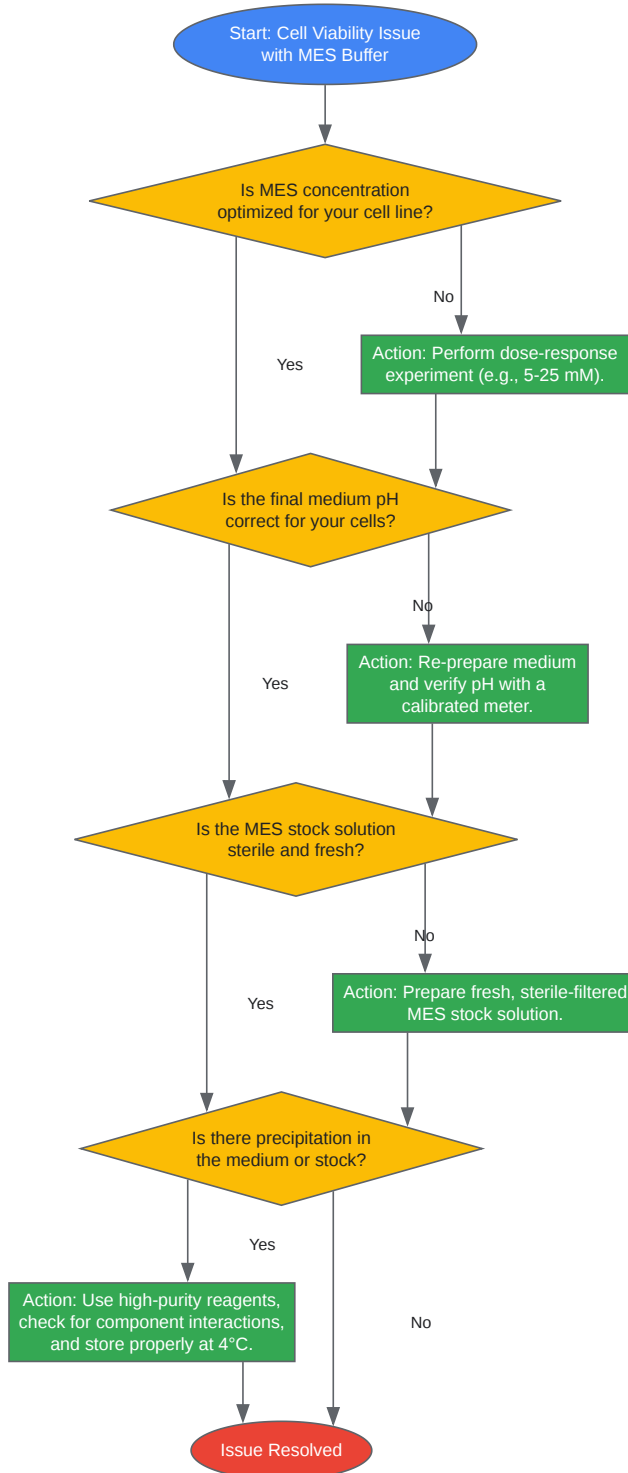 Start: Cell Viability Issue
with MES Buffer
Is MES concentration
optimized for your cell line?
No
Yes
Action: Perform dose-response
experiment (e.g., 5-25 mM).
Is the final medium pH
correct for your cells?
No
Yes
Action: Re-prepare medium
and verify pH with a
calibrated meter.
Is the MES stock solution
sterile and fresh?
No
Yes
Action: Prepare fresh, sterile-filtered
MES stock solution.
Is there precipitation in
the medium or stock?
Yes
Action: Use high-purity reagents,
check for component interactions,
and store properly at 4°C.
No
Issue Resolved